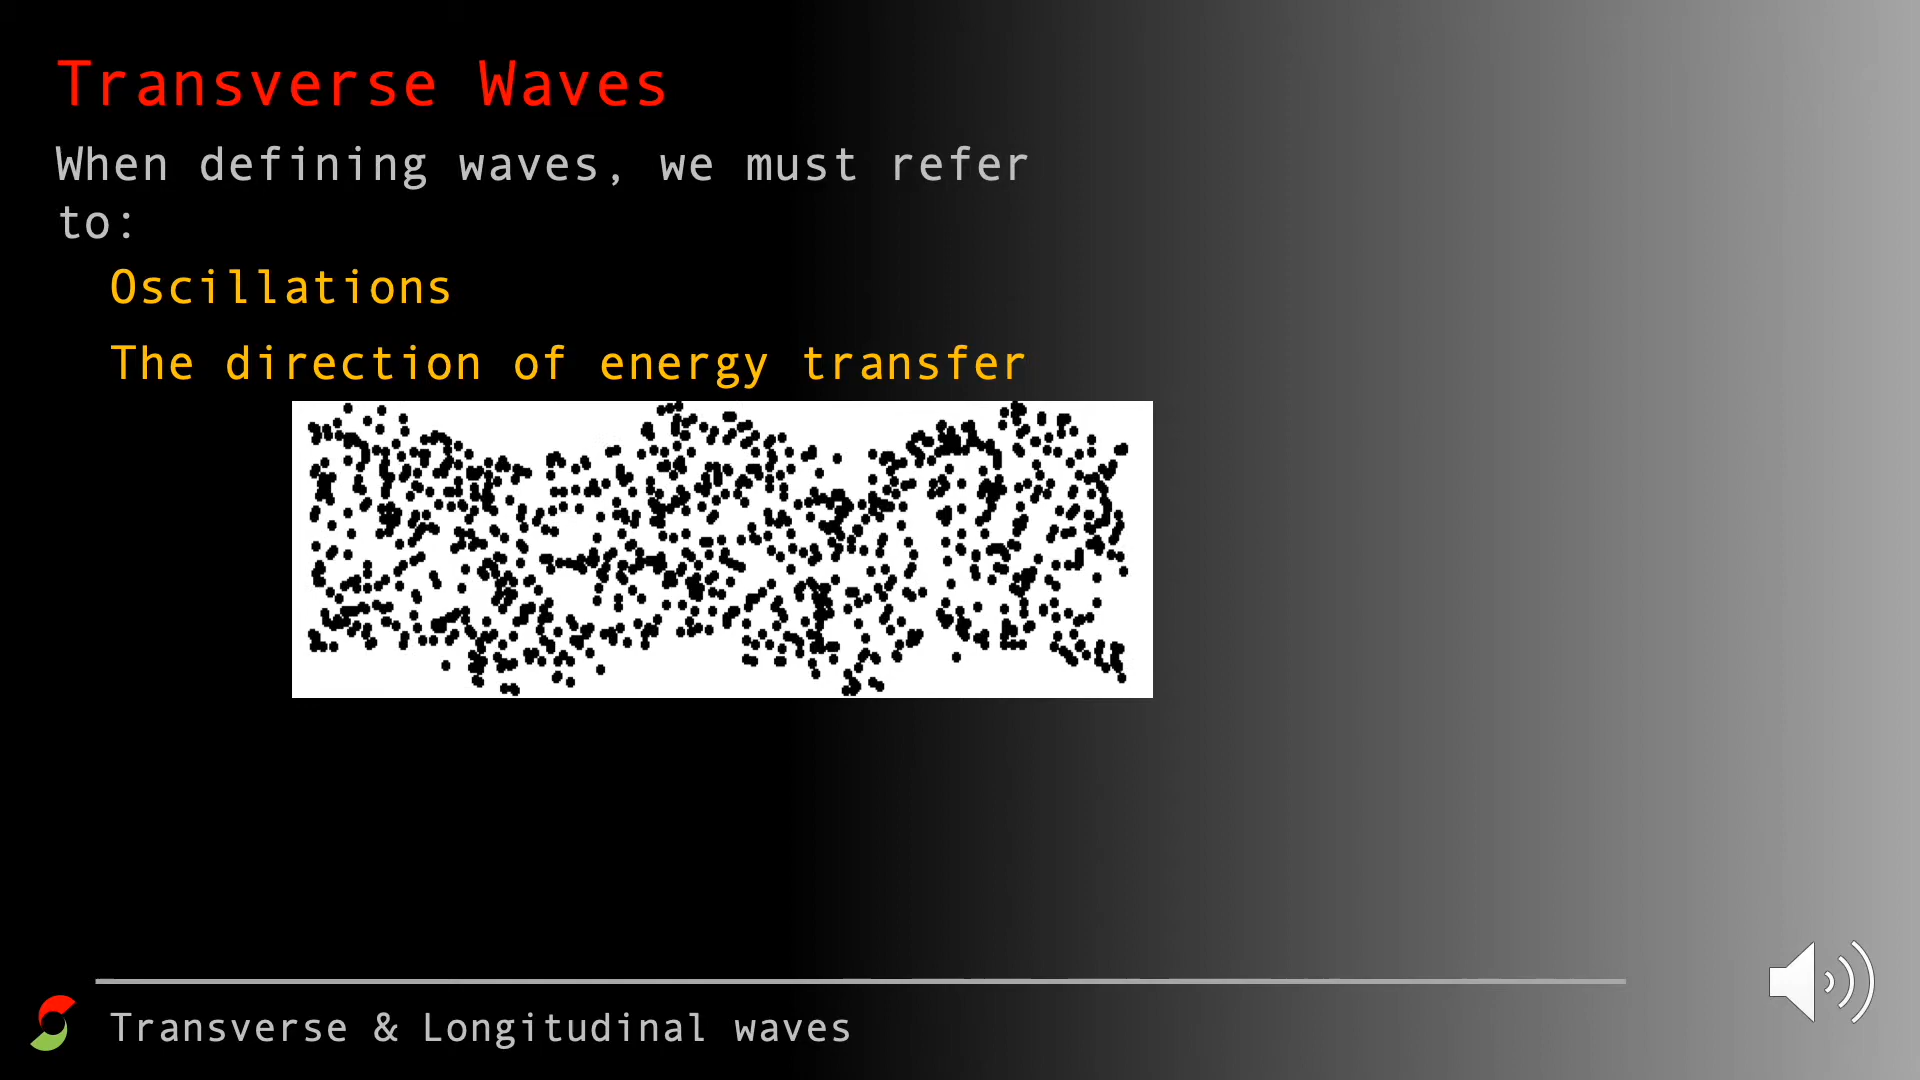 Transverse Waves
When defining waves, we must refer
to:
Oscillations
The direction of energy transfer
Transverse & Longitudinal waves